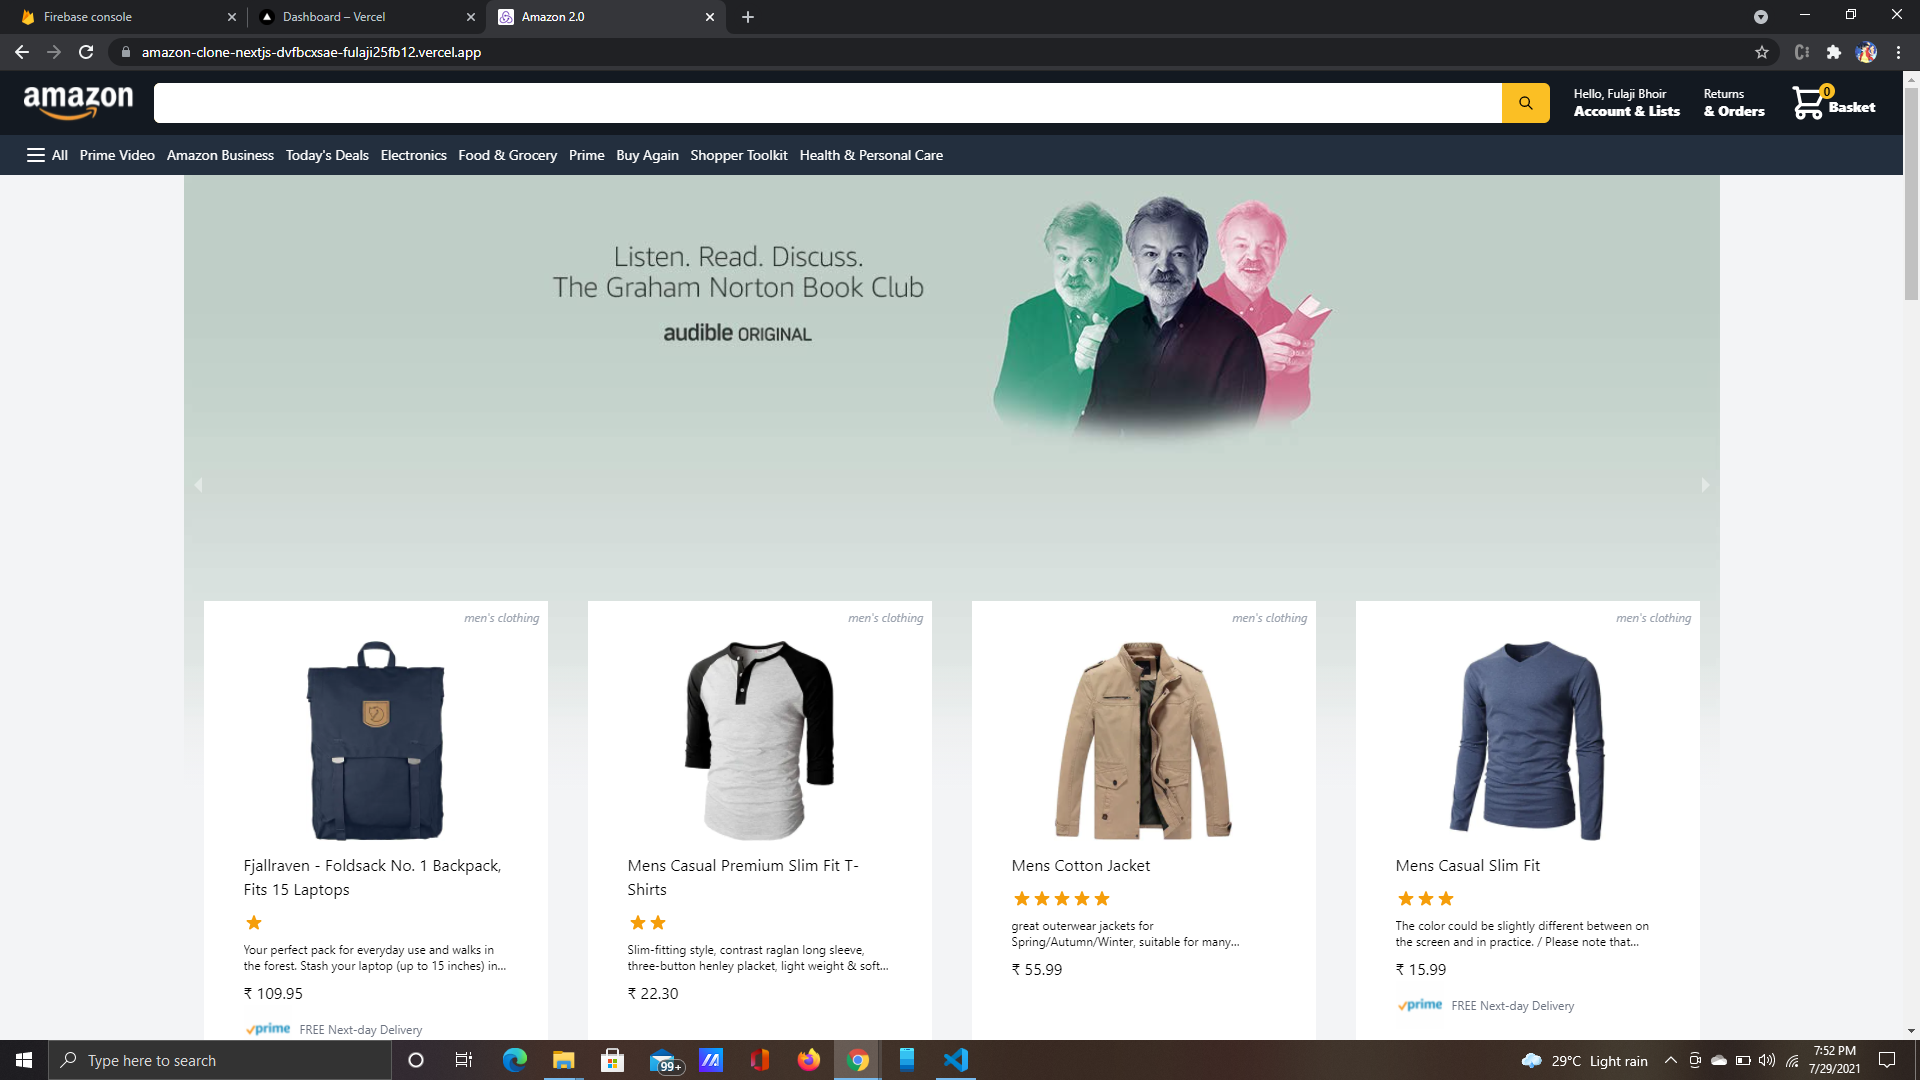 Firebase console
Dashboard – Vercel
Amazon 2.0
amazon-clone-nextjs-dvfbcxsae-fulaji25fb12.vercel.app
amazon
Hello, Fulaji Bhoir
Account & Lists
Returns
& Orders
0
Basket
All Prime Video Amazon Business Today's Deals Electronics Food & Grocery Prime Buy Again Shopper Toolkit Health & Personal Care
Listen. Read. Discuss.
The Graham Norton Book Club
audible ORIGINAL
men's clothing
Fjallraven - Foldsack No. 1 Backpack,
Fits 15 Laptops
Your perfect pack for everyday use and walks in
the forest. Stash your laptop (up to 15 inches) in...
₹ 109.95
prime FREE Next-day Delivery
men's clothing
Mens Casual Premium Slim Fit T-
Shirts
Slim-fitting style, contrast raglan long sleeve,
three-button henley placket, light weight & soft...
₹ 22.30
men's clothing
Mens Cotton Jacket
great outerwear jackets for
Spring/Autumn/Winter, suitable for many...
₹ 55.99
men's clothing
Mens Casual Slim Fit
The color could be slightly different between on
the screen and in practice. / Please note that...
₹ 15.99
prime FREE Next-day Delivery
Type here to search
99+
29°C Light rain
7:52 PM
7/29/2021